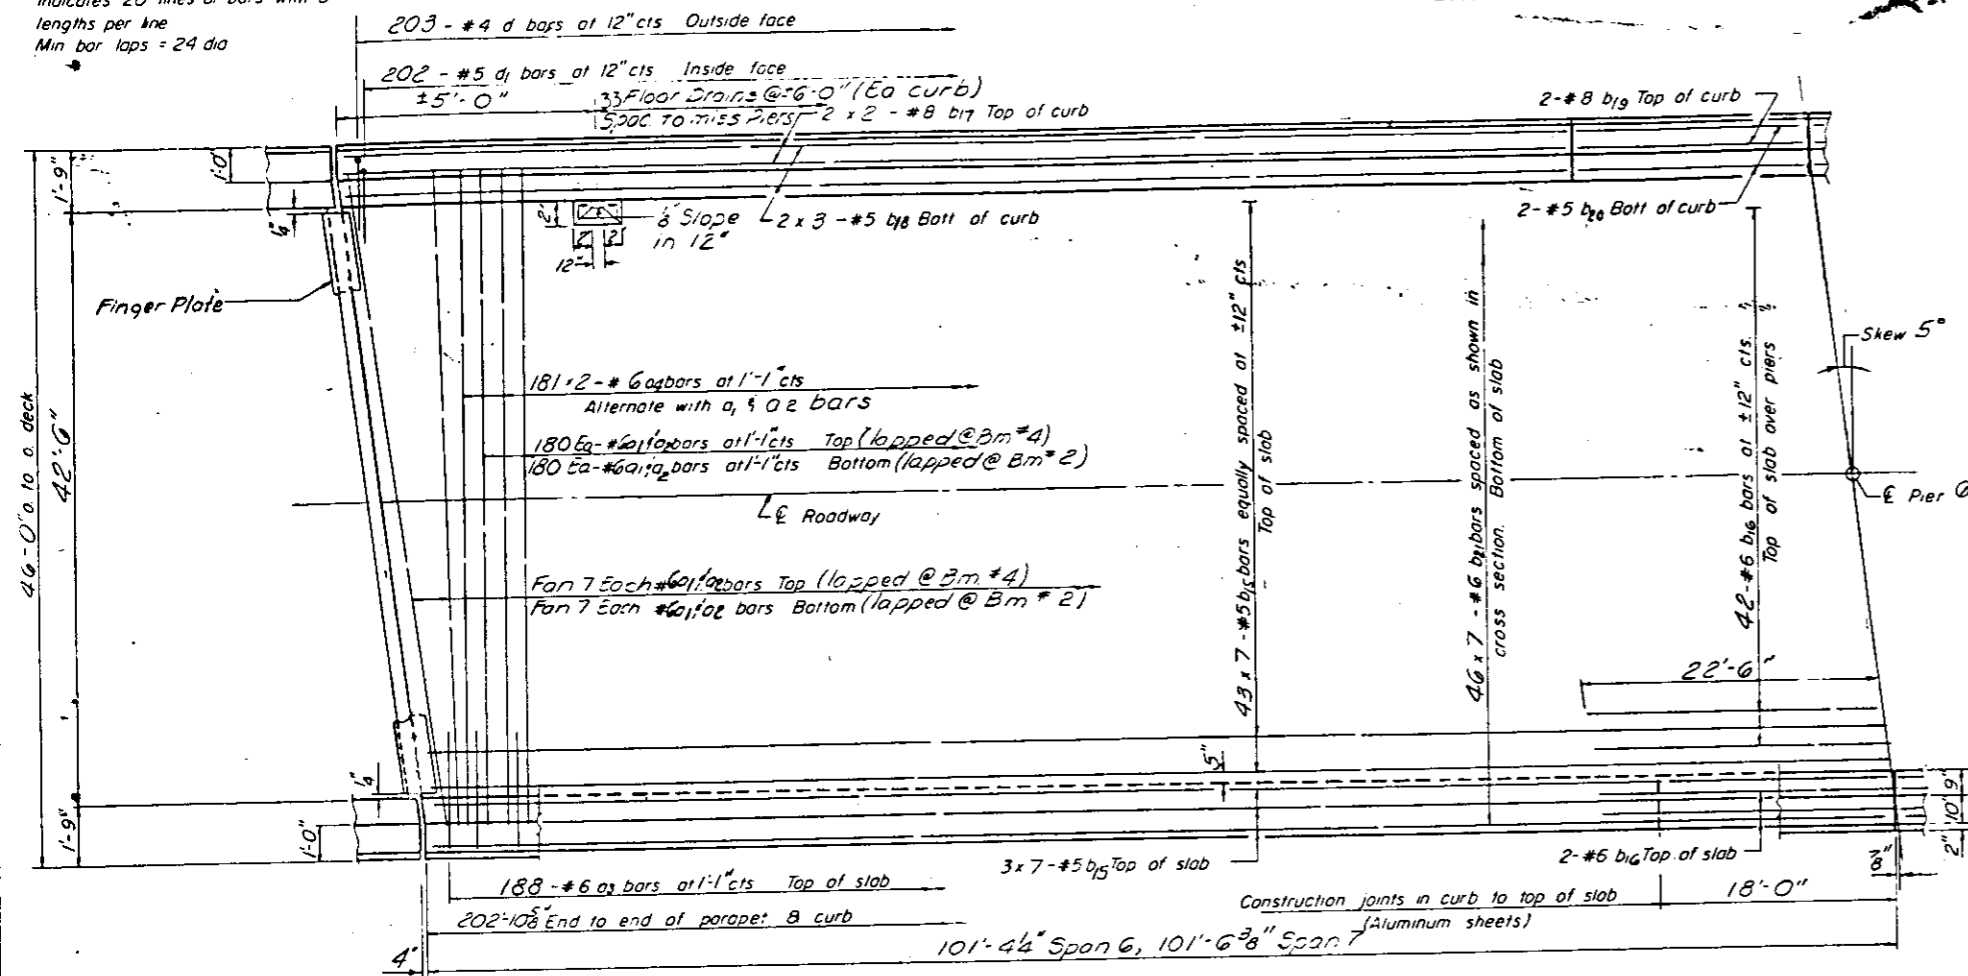 lengths per line
Min bar laps = 24 dia
203 - #4 d bars at 12" cts Outside face
202 - #5 d₁ bars at 12" cts Inside face
±5'-0"
33 Floor Drains @ ±6'-0" (Ea curb)
Spac. To miss Piers
2 x 2 - #8 b17 Top of curb
2-#8 b19 Top of curb
1'-9"
1'-0"
2"
1/8" Slope
in 12"
2" 2"
12"
2 x 3 - #5 b18 Bott of curb
2-#5 b20 Bott of curb
1/4"
Finger Plate
Skew 5°
46'-0" o. to o. deck
42'-6"
181 x 2 - #6 a4 bars at 1'-1" cts
Alternate with a₁ & a2 bars
180 Ea - #6 a1 & a2 bars at 1'-1" cts Top (lapped @ Bm #4)
180 Ea - #6 a1 & a2 bars at 1'-1" cts Bottom (lapped @ Bm #2)
℄ Roadway
℄ Pier
Fan 7 Each #6 a1 & a2 bars Top (lapped @ Bm. #4)
Fan 7 Each #6 a1 & a2 bars Bottom (lapped @ Bm #2)
43 x 7 - #5 b15 bars equally spaced at ±12" cts
Top of slab
46 x 7 - #6 b21 bars spaced as shown in
cross section. Bottom of slab
42-#6 b16 bars at ±12" cts.
Top of slab over piers
22'-6"
5"
1/4"
1'-9"
1'-0"
9"
10"
2"
7/8"
3 x 7 - #5 b15 Top of slab
2-#6 b16 Top of slab
188 - #6 a3 bars at 1'-1" cts Top of slab
202'-10 5/8" End to end of parapet & curb
Construction joints in curb to top of slab
(Aluminum sheets)
18'-0"
4"
101'-4 1/4" Span 6, 101'-6 3/8" Span 7